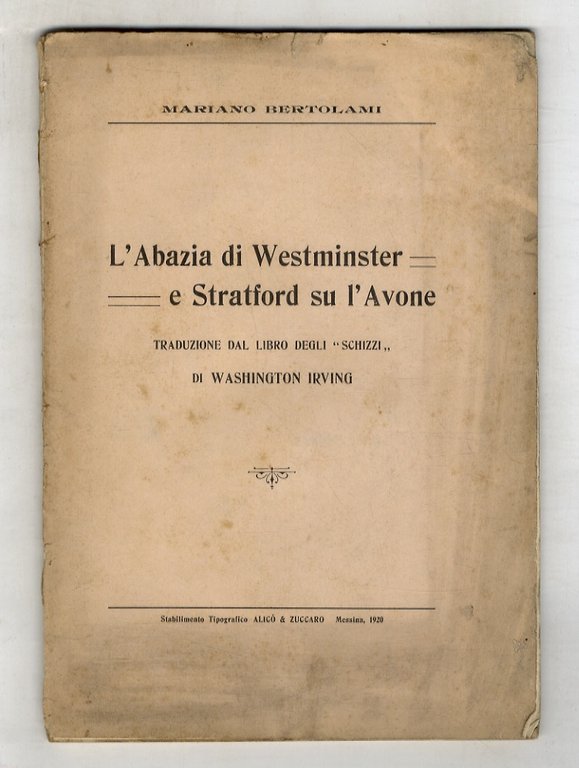 MARIANO BERTOLAMI
L'Abazia di Westminster
e Stratford su l'Avone
TRADUZIONE DAL LIBRO DEGLI "SCHIZZI„
DI WASHINGTON IRVING
Stabilimento Tipografico ALICÒ & ZUCCARO Messina, 1920